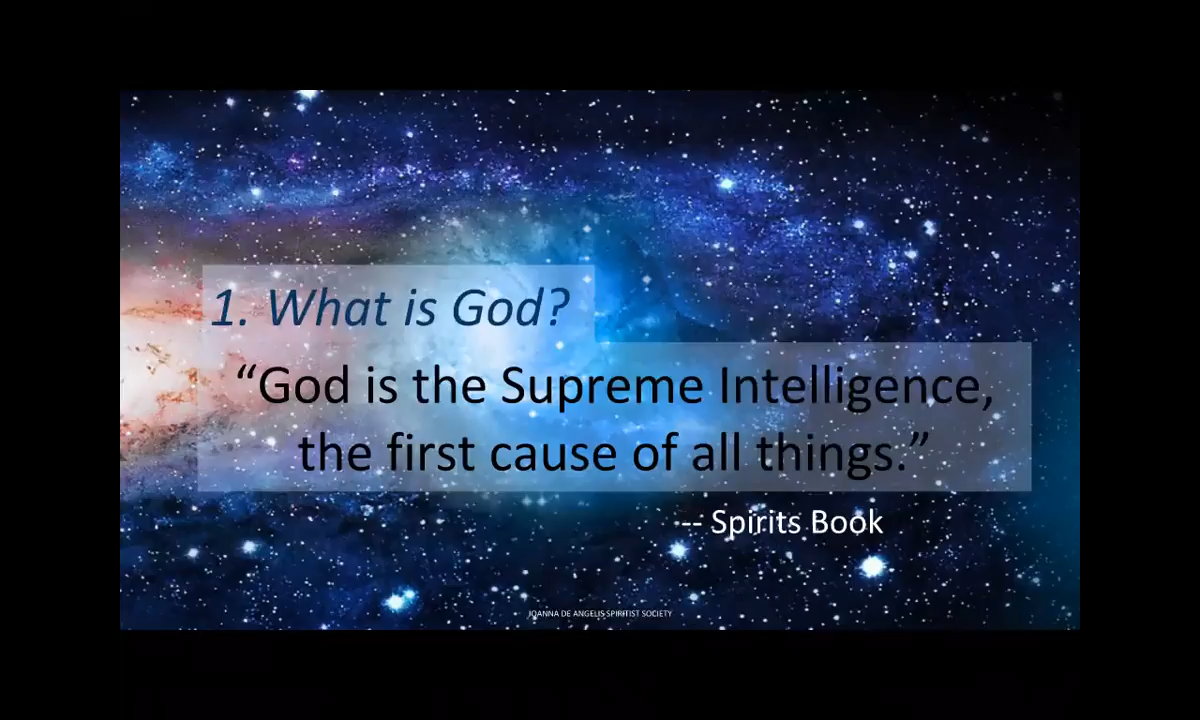 1. What is God?
“God is the Supreme Intelligence,
the first cause of all things.”
-- Spirits Book
JOANNA DE ANGELIS SPIRITIST SOCIETY